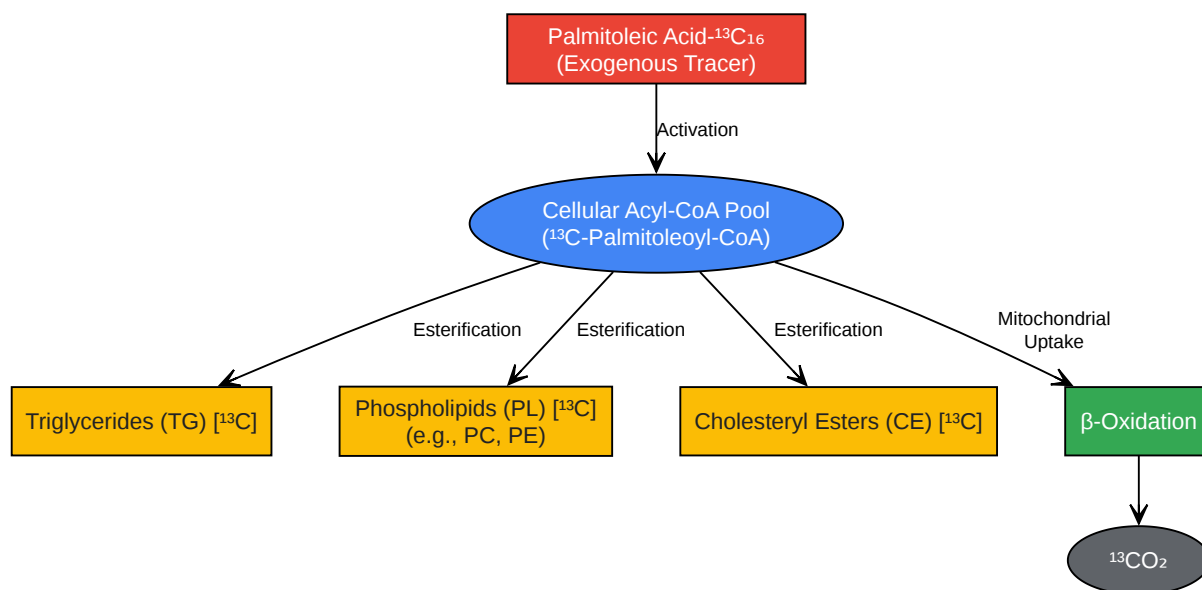 Palmitoleic Acid-¹³C₁₆
(Exogenous Tracer)
Activation
Cellular Acyl-CoA Pool
(¹³C-Palmitoleoyl-CoA)
Esterification
Esterification
Esterification
Mitochondrial
Uptake
Triglycerides (TG) [¹³C]
Phospholipids (PL) [¹³C]
(e.g., PC, PE)
Cholesteryl Esters (CE) [¹³C]
β-Oxidation
¹³CO₂